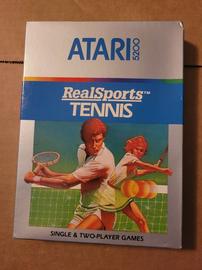 ATARI 5200
RealSports™
TENNIS
SINGLE & TWO-PLAYER GAMES